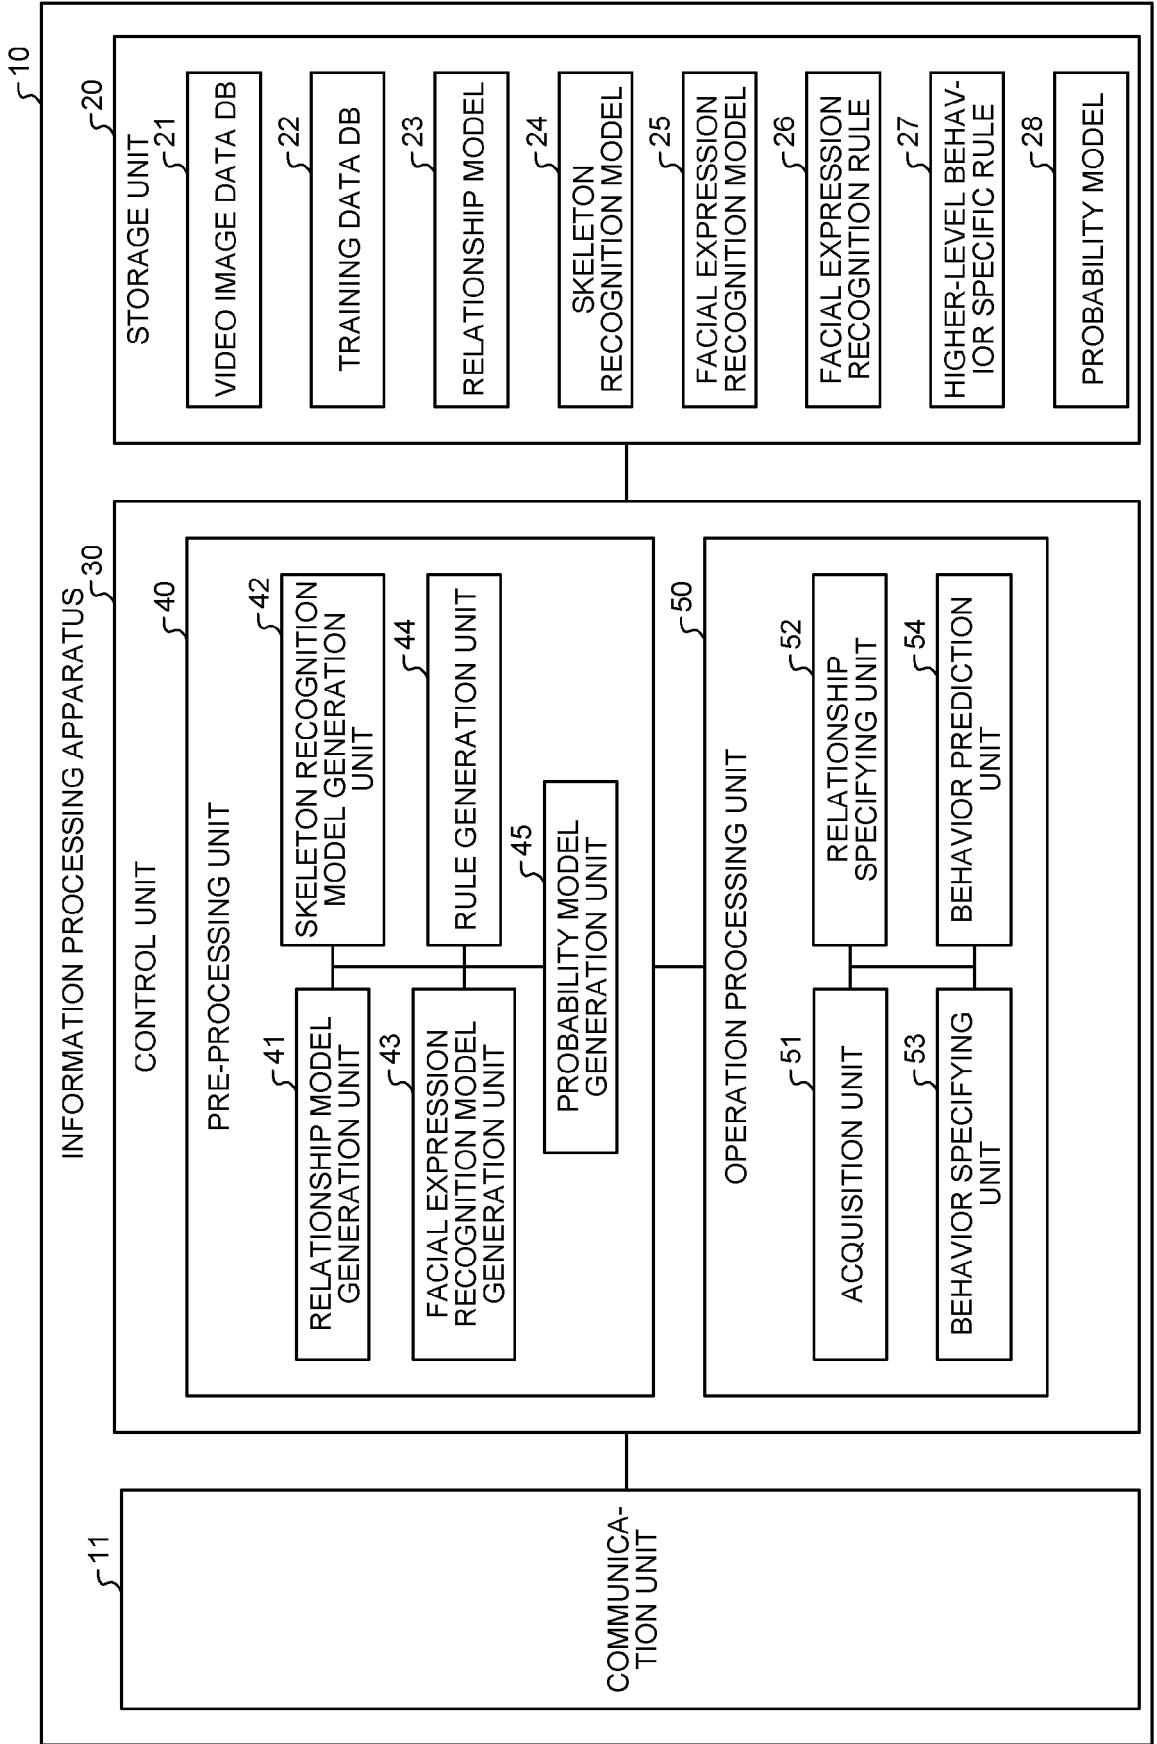 10
INFORMATION PROCESSING APPARATUS
11
COMMUNICA-
TION UNIT
30
CONTROL UNIT
40
PRE-PROCESSING UNIT
41
RELATIONSHIP MODEL
GENERATION UNIT
42
SKELETON RECOGNITION
MODEL GENERATION
UNIT
43
FACIAL EXPRESSION
RECOGNITION MODEL
GENERATION UNIT
44
RULE GENERATION UNIT
45
PROBABILITY MODEL
GENERATION UNIT
50
OPERATION PROCESSING UNIT
51
ACQUISITION UNIT
52
RELATIONSHIP
SPECIFYING UNIT
53
BEHAVIOR SPECIFYING
UNIT
54
BEHAVIOR PREDICTION
UNIT
20
STORAGE UNIT
21
VIDEO IMAGE DATA DB
22
TRAINING DATA DB
23
RELATIONSHIP MODEL
24
SKELETON
RECOGNITION MODEL
25
FACIAL EXPRESSION
RECOGNITION MODEL
26
FACIAL EXPRESSION
RECOGNITION RULE
27
HIGHER-LEVEL BEHAV-
IOR SPECIFIC RULE
28
PROBABILITY MODEL